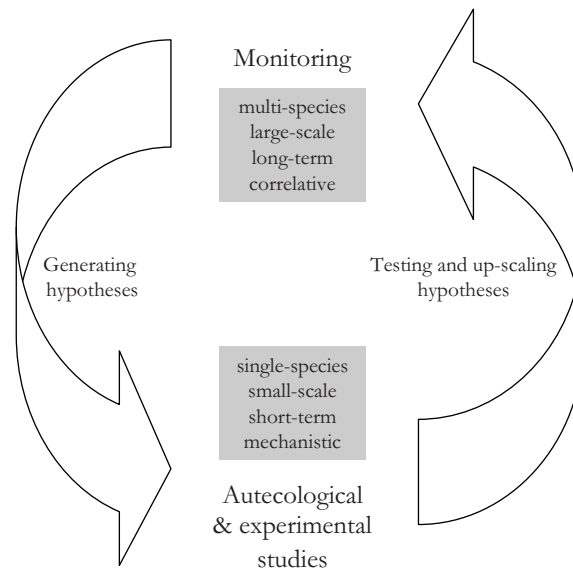 Monitoring
multi-species
large-scale
long-term
correlative
Generating
hypotheses
Testing and up-scaling
hypotheses
single-species
small-scale
short-term
mechanistic
Autecological
& experimental
studies